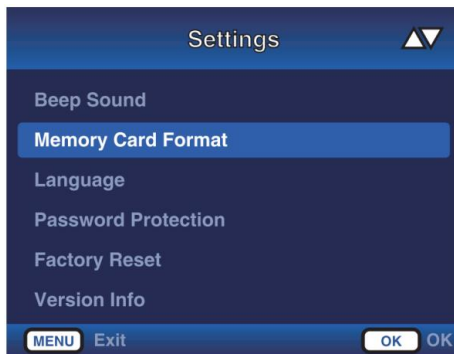 Settings
Beep Sound
Memory Card Format
Language
Password Protection
Factory Reset
Version Info
MENU Exit OK OK